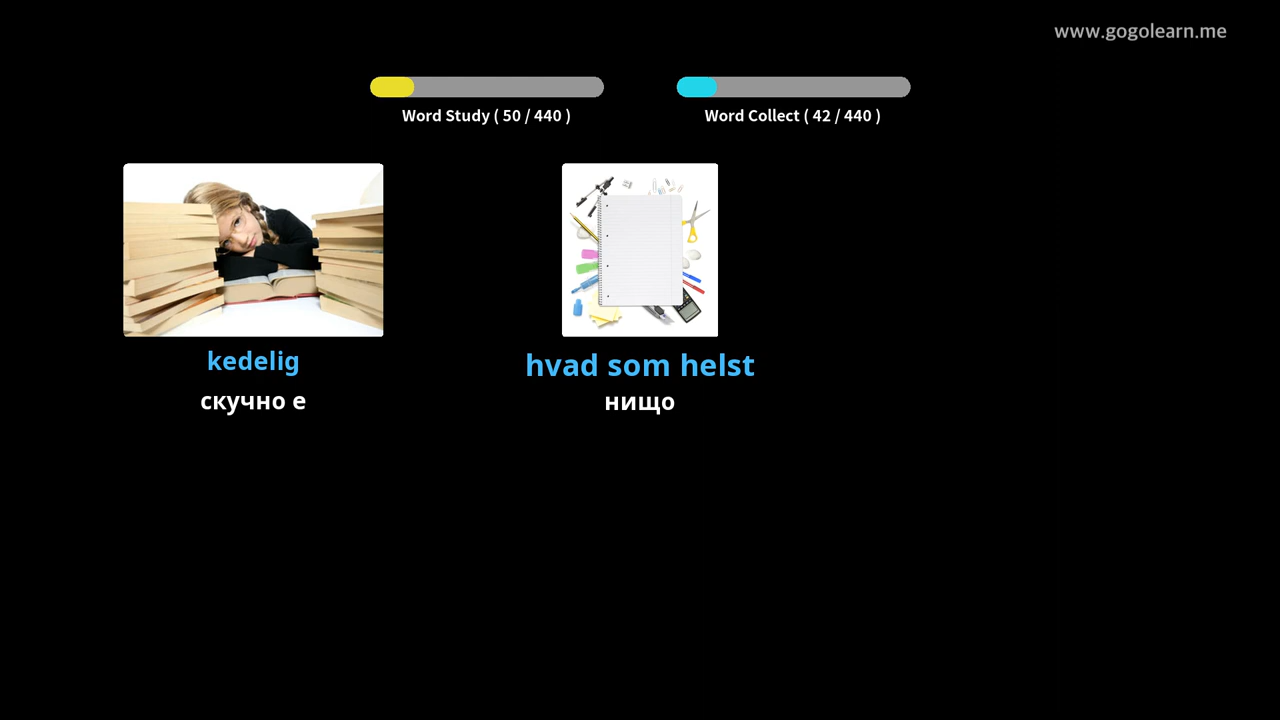 www.gogolearn.me
Word Study ( 50 / 440 )
Word Collect ( 42 / 440 )
kedelig
скучно е
hvad som helst
нищо